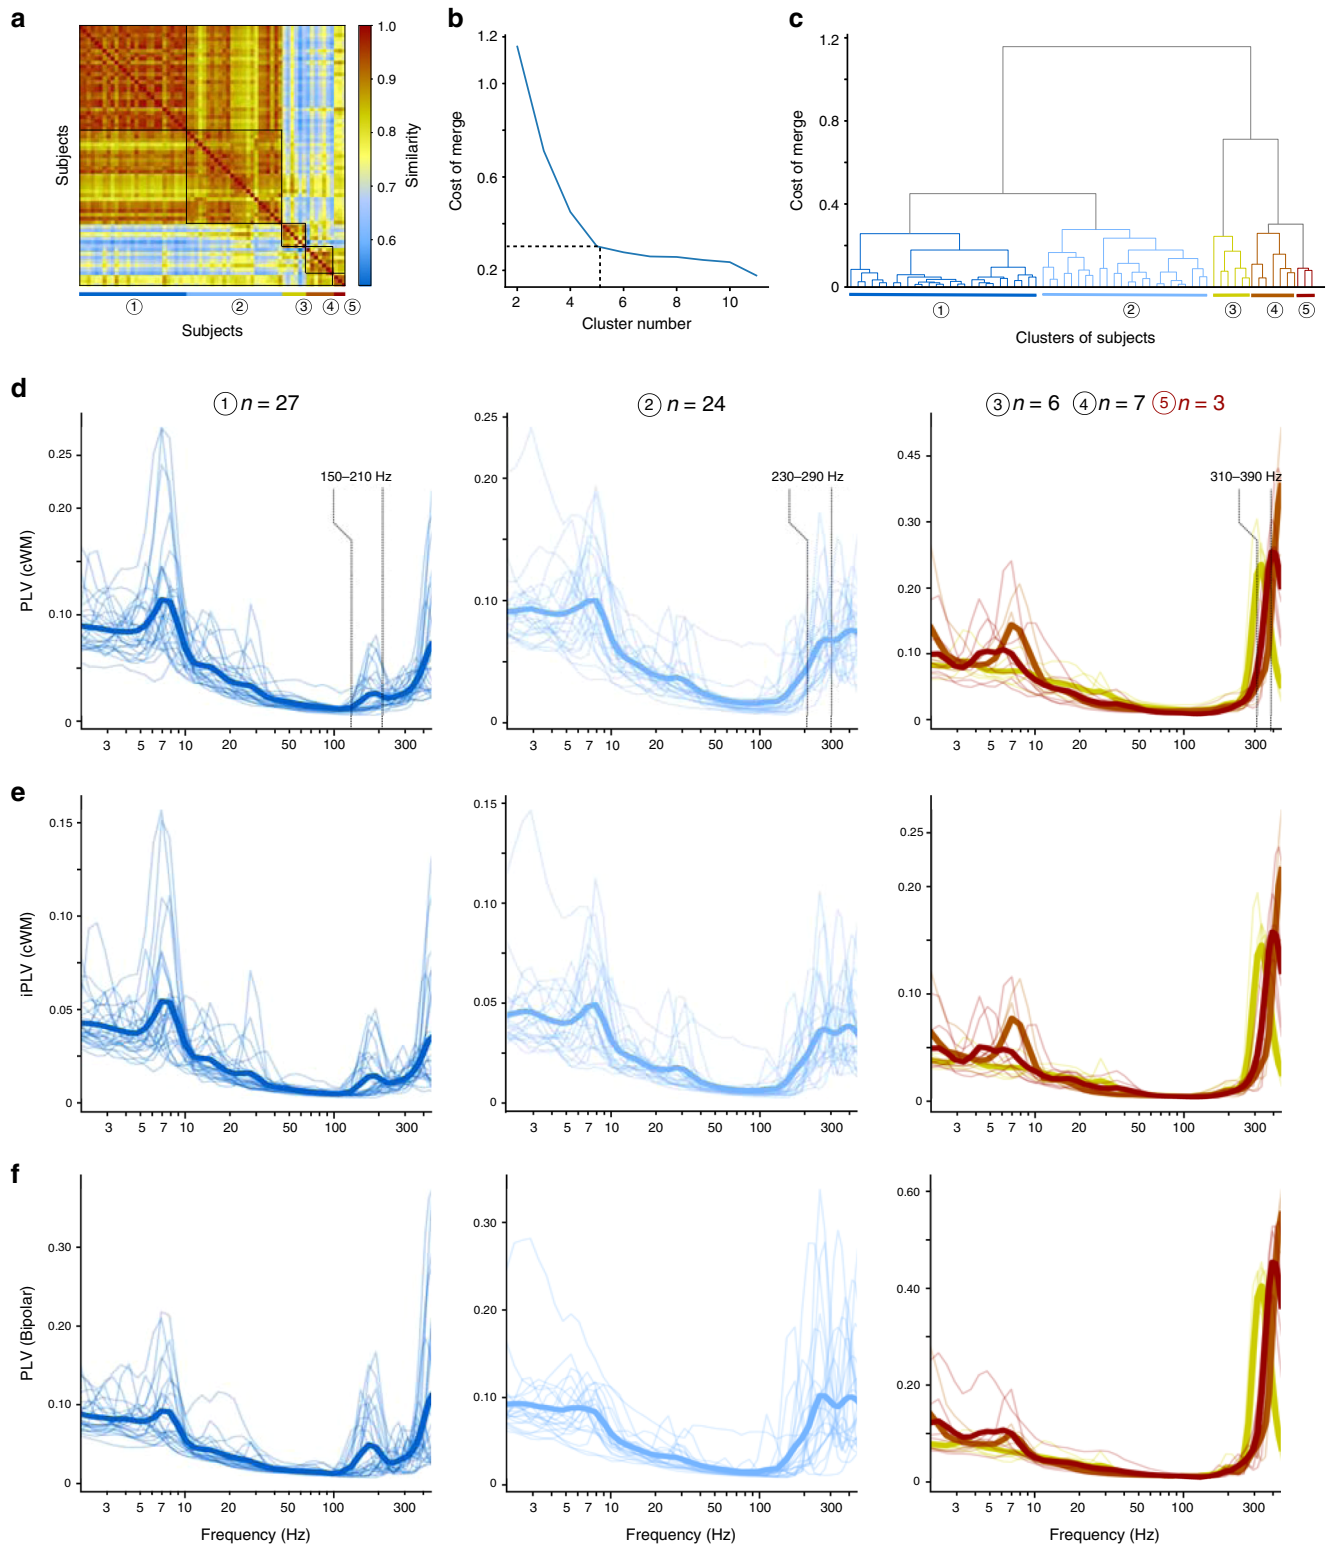 a
1.0
0.9
0.8
0.7
0.6
Similarity
Subjects
① ② ③ ④ ⑤
Subjects
b
1.2
1.0
0.6
0.4
0.2
Cost of merge
2 4 6 8 10
Cluster number
c
1.2
0.8
0.4
0
Cost of merge
① ② ③ ④ ⑤
Clusters of subjects
d
① n = 27
② n = 24
③ n = 6 ④ n = 7 ⑤ n = 3
150–210 Hz
230–290 Hz
310–390 Hz
PLV (cWM)
0.25
0.20
0.10
0
3 5 7 10 20 50 100 300
0.25
0.20
0.10
0
3 5 7 10 20 50 100 300
0.45
0.30
0.20
0.10
0
3 5 7 10 20 50 100 300
e
iPLV (cWM)
0.15
0.10
0.05
0
3 5 7 10 20 50 100 300
0.15
0.10
0.05
0
3 5 7 10 20 50 100 300
0.25
0.20
0.10
0
3 5 7 10 20 50 100 300
f
PLV (Bipolar)
0.30
0.20
0.10
0
3 5 7 10 20 50 100 300
Frequency (Hz)
0.30
0.20
0.10
0
3 5 7 10 20 50 100 300
Frequency (Hz)
0.60
0.40
0.20
0
3 5 7 10 20 50 100 300
Frequency (Hz)